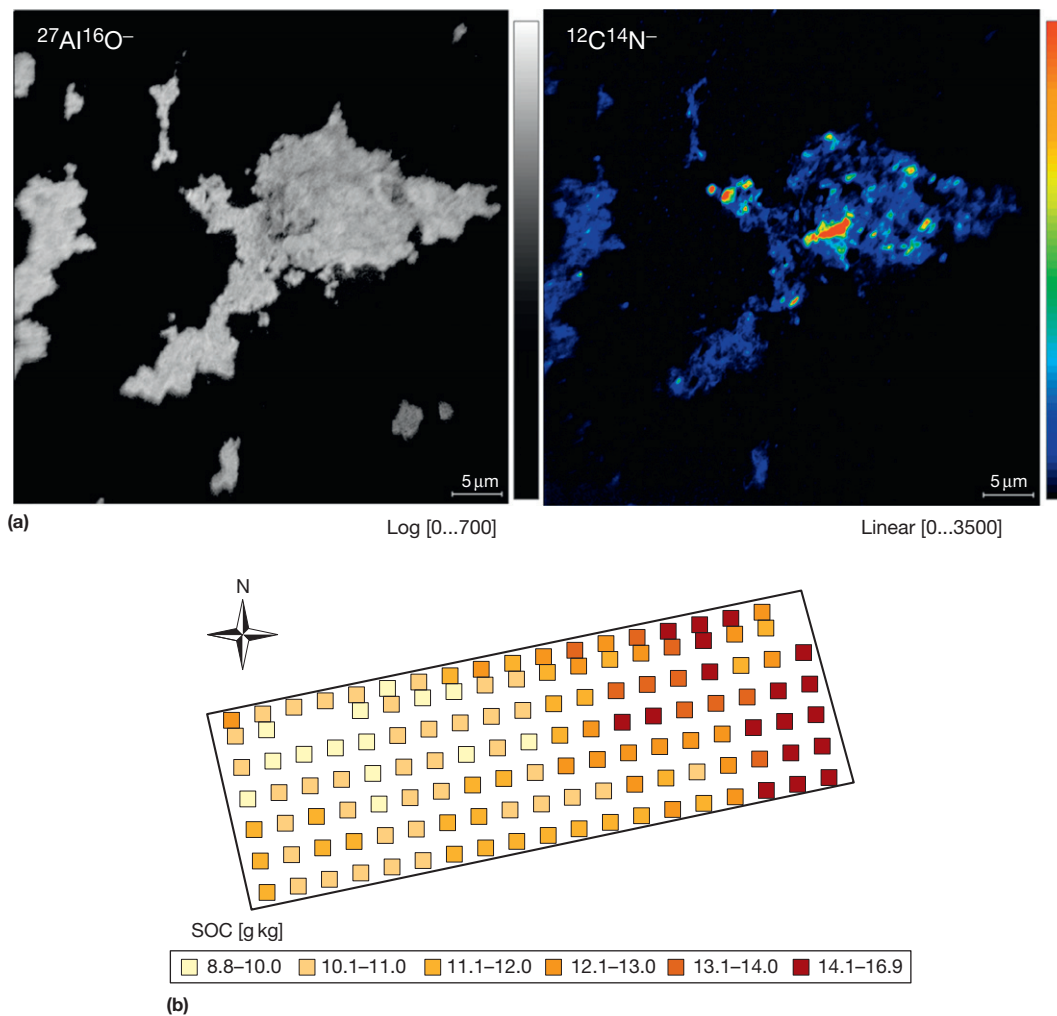 ²⁷Al¹⁶O⁻
¹²C¹⁴N⁻
5 μm
5 μm
(a)
Log [0...700]
Linear [0...3500]
N
SOC [g kg]
8.8–10.0 10.1–11.0 11.1–12.0 12.1–13.0 13.1–14.0 14.1–16.9
(b)